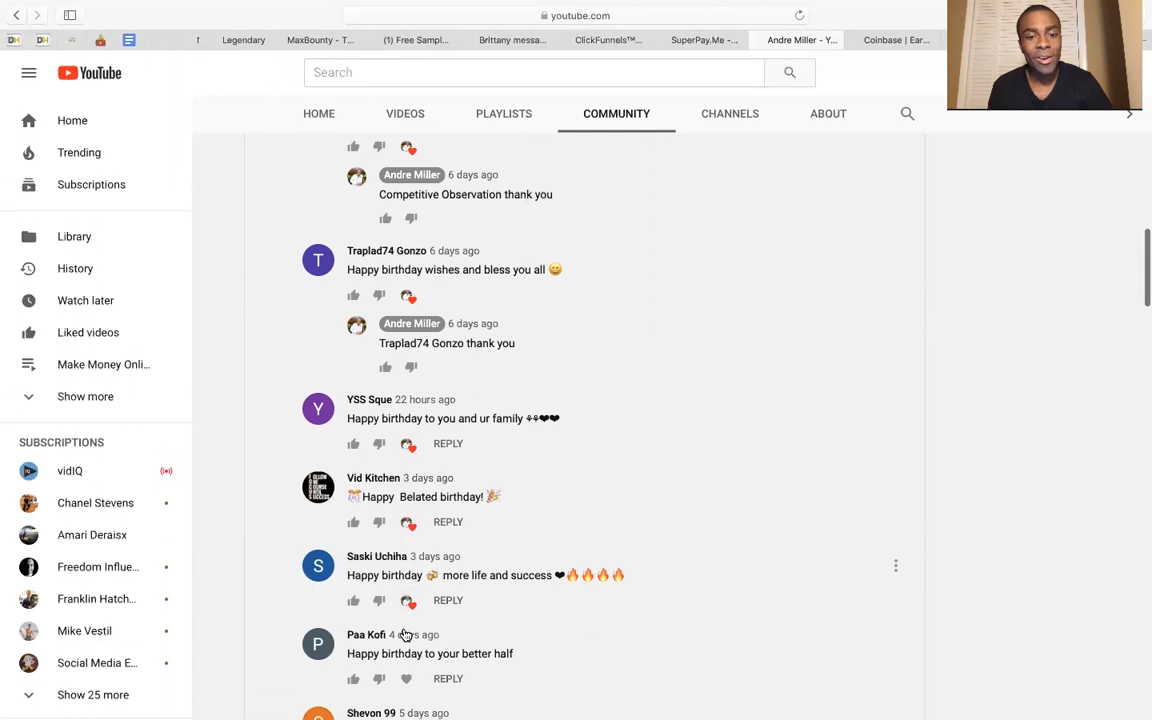 youtube.com
DH
DH
Legendary
MaxBounty - T...
(1) Free Sampl...
Brittany messa...
ClickFunnels™...
SuperPay.Me -...
Andre Miller - Y...
Coinbase | Ear...
YouTube
Search
HOME
VIDEOS
PLAYLISTS
COMMUNITY
CHANNELS
ABOUT
Home
Trending
Subscriptions
Library
History
Watch later
Liked videos
Make Money Onli...
Show more
SUBSCRIPTIONS
vidIQ
Chanel Stevens
Amari Deraisx
Freedom Influe...
Franklin Hatch...
Mike Vestil
Social Media E...
Show 25 more
Andre Miller 6 days ago
Competitive Observation thank you
T
Traplad74 Gonzo 6 days ago
Happy birthday wishes and bless you all 😄
Andre Miller 6 days ago
Traplad74 Gonzo thank you
Y
YSS Sque 22 hours ago
Happy birthday to you and ur family ⚘⚘❤❤
REPLY
Vid Kitchen 3 days ago
🎊Happy Belated birthday! 🎉
REPLY
S
Saski Uchiha 3 days ago
Happy birthday 🍻 more life and success ❤🔥🔥🔥🔥
REPLY
P
Paa Kofi 4 days ago
Happy birthday to your better half
REPLY
Shevon 99 5 days ago